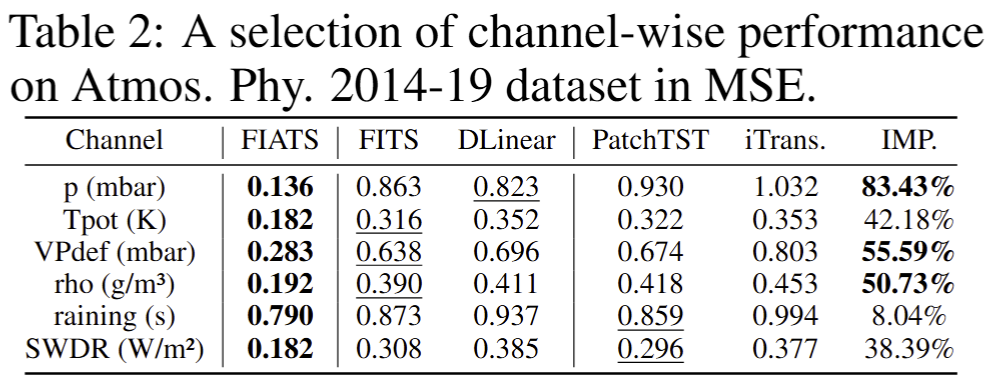 Table 2: A selection of channel-wise performance
on Atmos. Phy. 2014-19 dataset in MSE.
Channel FIATS FITS DLinear PatchTST iTrans. IMP.
p (mbar) 0.136 0.863 0.823 0.930 1.032 83.43%
Tpot (K) 0.182 0.316 0.352 0.322 0.353 42.18%
VPdef (mbar) 0.283 0.638 0.696 0.674 0.803 55.59%
rho (g/m³) 0.192 0.390 0.411 0.418 0.453 50.73%
raining (s) 0.790 0.873 0.937 0.859 0.994 8.04%
SWDR (W/m²) 0.182 0.308 0.385 0.296 0.377 38.39%